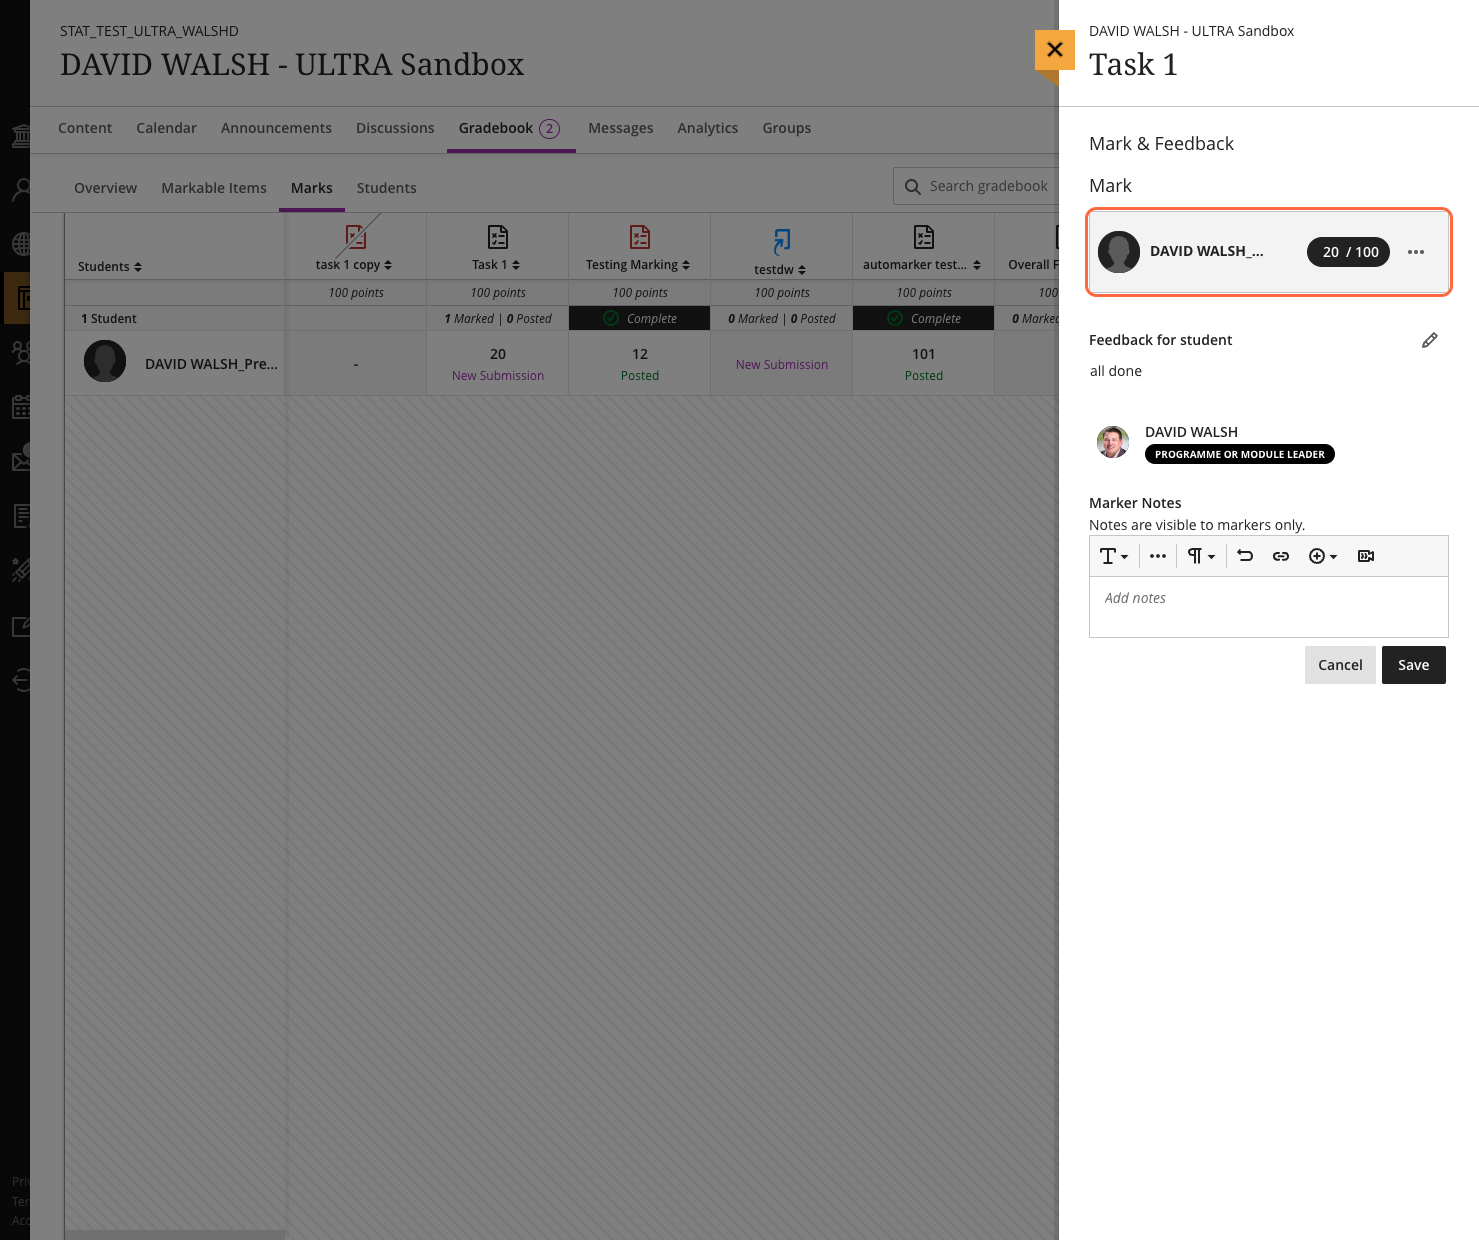 STAT_TEST_ULTRA_WALSHD
DAVID WALSH - ULTRA Sandbox
Content Calendar Announcements Discussions Gradebook 2 Messages Analytics Groups
Overview Markable Items Marks Students
Search gradebook
Students task 1 copy Task 1 Testing Marking testdw automarker test... Overall F
100 points 100 points 100 points 100 points 100 points 100
1 Student 1 Marked | 0 Posted Complete 0 Marked | 0 Posted Complete 0 Marked
DAVID WALSH_Pre... - 20 12 New Submission 101
New Submission Posted Posted
Priv
Ter
Acc
DAVID WALSH - ULTRA Sandbox
Task 1
Mark & Feedback
Mark
DAVID WALSH_... 20 / 100
Feedback for student
all done
DAVID WALSH
PROGRAMME OR MODULE LEADER
Marker Notes
Notes are visible to markers only.
Add notes
Cancel Save